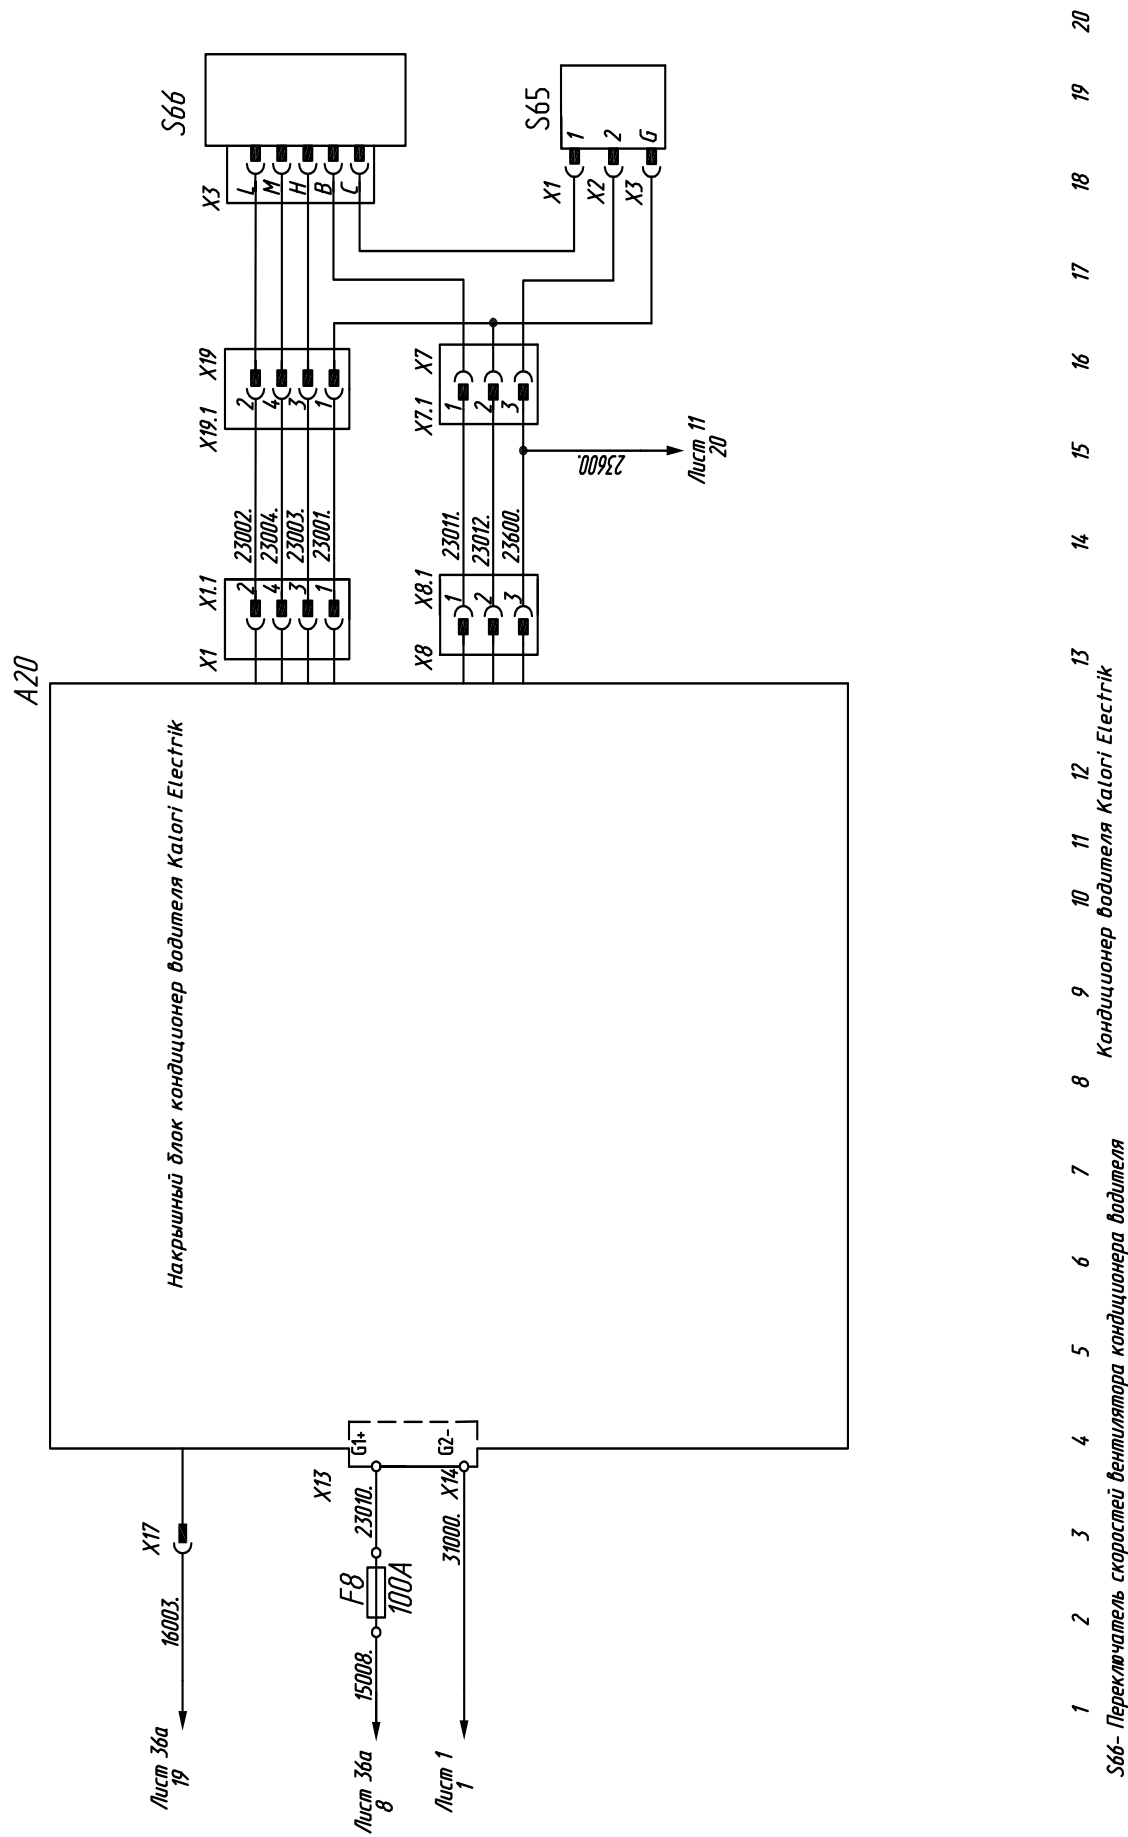 A20
Накрышный блок кондиционер водителя Kalori Electrik
Лист 36а
19
16003.
X17
Лист 36а
8
15008.
F8
100A
23010.
X13
G1+
Лист 1
1
31000.
X14
G2-
X1
X1.1
2
4
3
1
23002.
23004.
23003.
23001.
X19.1
X19
2
4
3
1
X3
L
M
H
B
C
S66
X8
X8.1
1
2
3
23011.
23012.
23600.
X7.1
X7
1
2
3
23600.
Лист 11
20
X1
X2
X3
1
2
G
S65
1 2 3 4 5 6 7 8 9 10 11 12 13 14 15 16 17 18 19 20
Кондиционер водителя Kalori Electrik
S66- Переключатель скоростей вентилятора кондиционера водителя